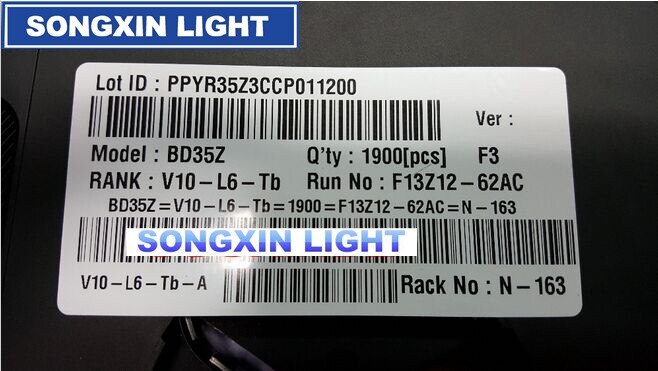 SONGXIN LIGHT
Lot ID : PPYR35Z3CCP011200
Ver :
Model : BD35Z Q'ty : 1900[pcs] F3
RANK : V10-L6-Tb Run No : F13Z12-62AC
BD35Z=V10-L6-Tb=1900=F13Z12-62AC=N-163
SONGXIN LIGHT
V10-L6-Tb-A Rack No : N-163